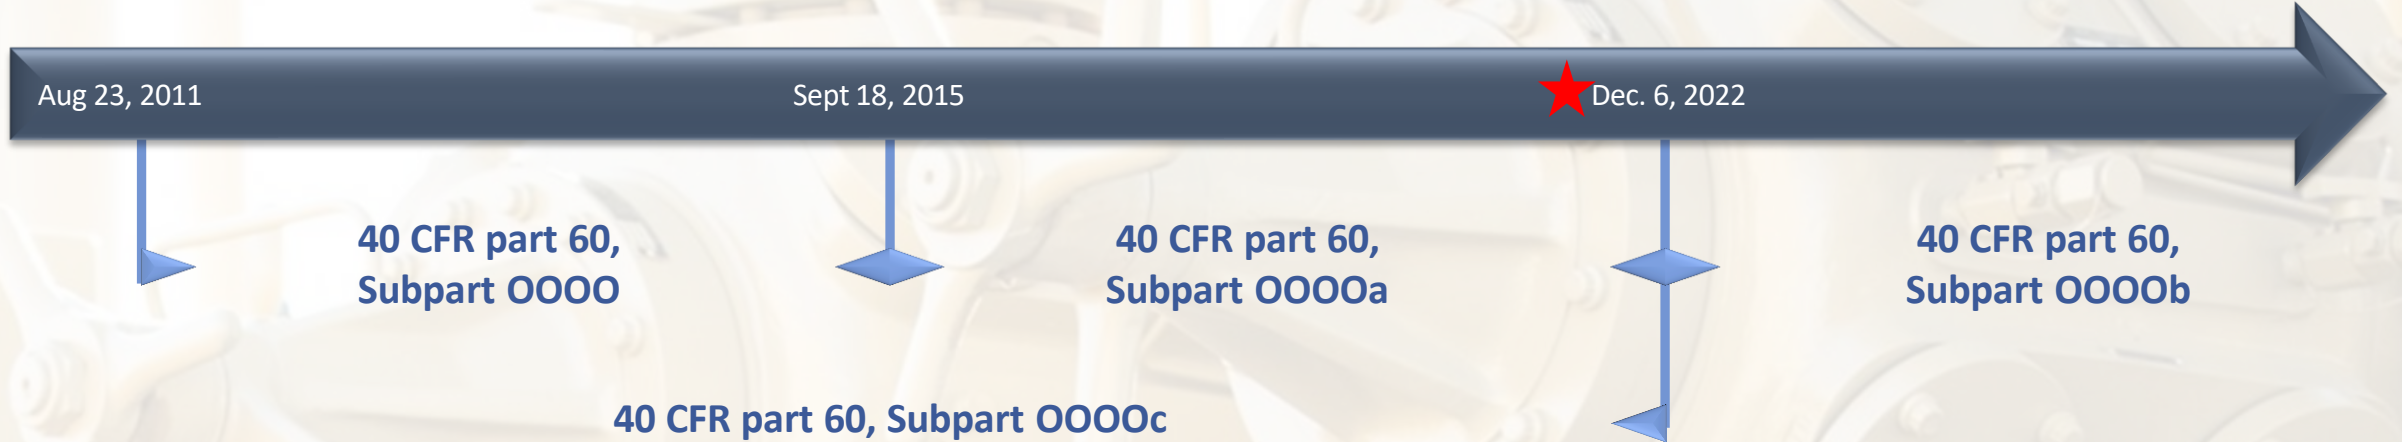 Aug 23, 2011
Sept 18, 2015
Dec. 6, 2022
40 CFR part 60,
Subpart OOOO
40 CFR part 60,
Subpart OOOOa
40 CFR part 60,
Subpart OOOOb
40 CFR part 60, Subpart OOOOc